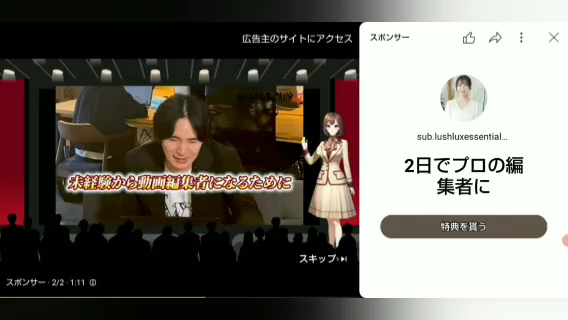 広告主のサイトにアクセス
未経験から動画編集者になるために
スキップ
スポンサー · 2/2 · 1:11
スポンサー
sub.lushluxessential...
2日でプロの編
集者に
特典を貰う